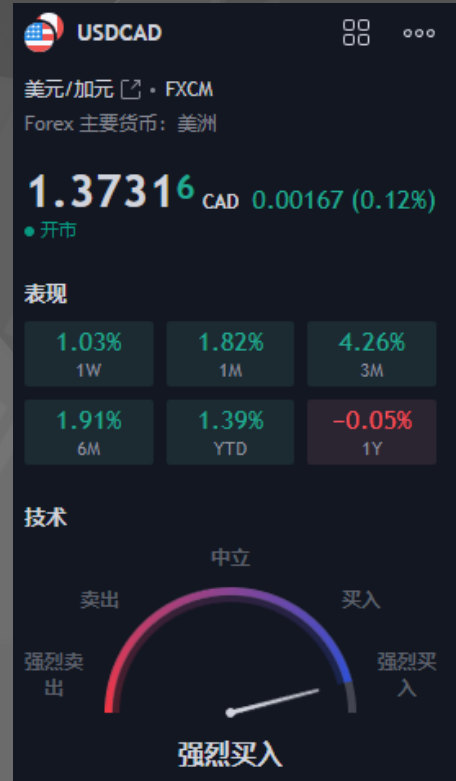 USDCAD
美元/加元 • FXCM
Forex 主要货币：美洲
1.37316 CAD 0.00167 (0.12%)
开市
表现
1.03% 1.82% 4.26%
1W 1M 3M
1.91% 1.39% −0.05%
6M YTD 1Y
技术
中立
卖出 买入
强烈卖出 强烈买入
强烈买入